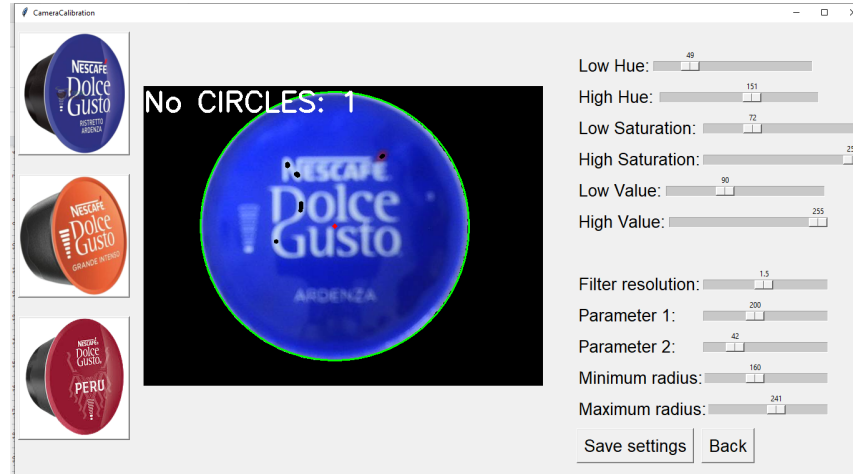 CameraCalibration
NESCAFÉ
Dolce
Gusto
RISTRETTO
ARDENZA
NESCAFÉ
Dolce
Gusto
GRANDE INTENSO
NESCAFÉ
Dolce
Gusto
PERU
No CIRCLES: 1
NESCAFÉ
Dolce
Gusto
ARDENZA
Low Hue: 49
High Hue: 151
Low Saturation: 72
High Saturation: 25
Low Value: 90
High Value: 255
Filter resolution: 1.5
Parameter 1: 200
Parameter 2: 42
Minimum radius: 160
Maximum radius: 241
Save settings Back